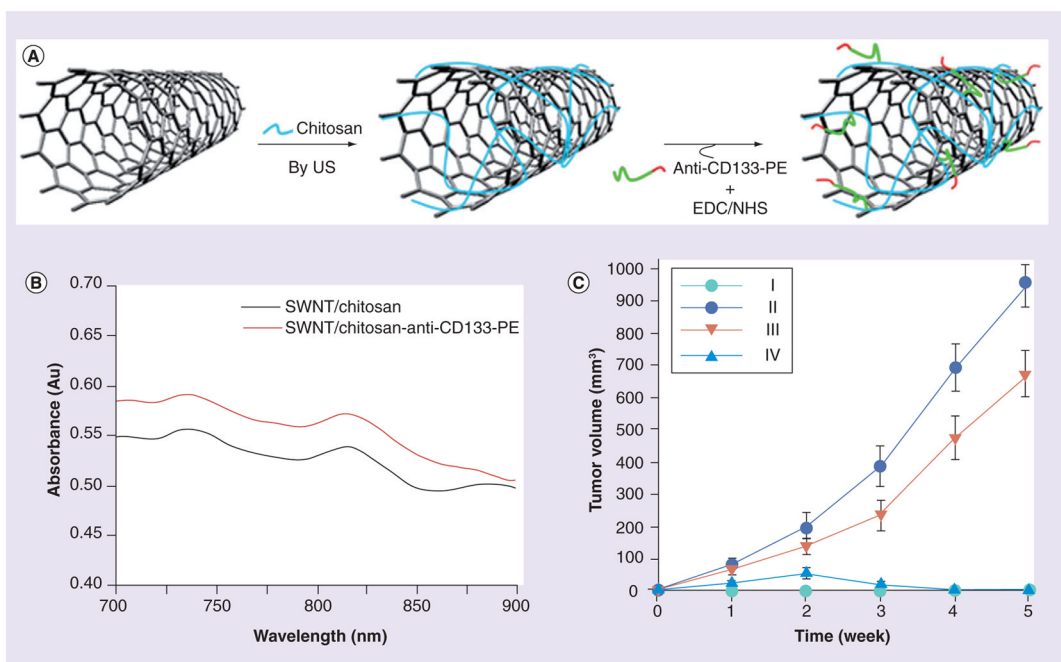 A
Chitosan
By US
Anti-CD133-PE
+
EDC/NHS
B
0.70
0.65
0.60
0.55
0.50
0.45
0.40
Absorbance (Au)
SWNT/chitosan
SWNT/chitosan-anti-CD133-PE
700 750 800 850 900
Wavelength (nm)
C
1000
900
800
700
600
500
400
300
200
100
0
Tumor volume (mm³)
I
II
III
IV
0 1 2 3 4 5
Time (week)